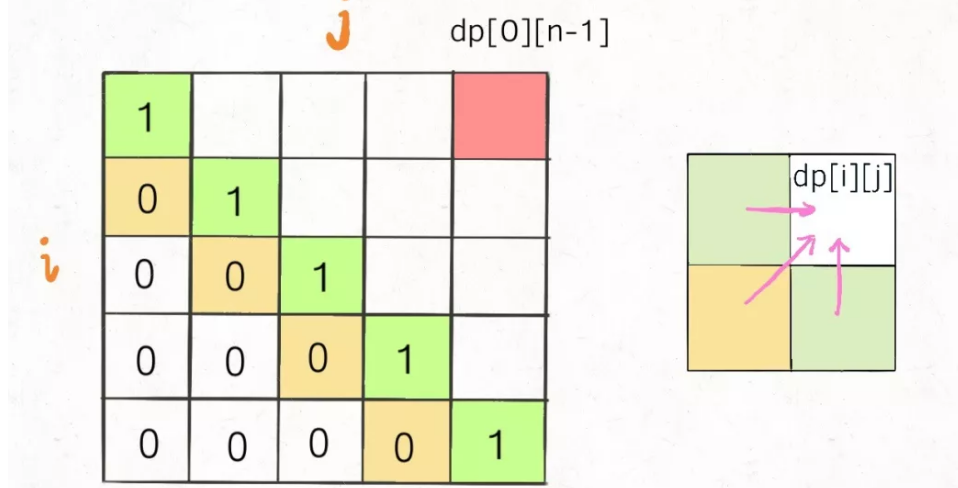 j
dp[0][n-1]
1
0 1
dp[i][j]
i
0 0 1
0 0 0 1
0 0 0 0 1